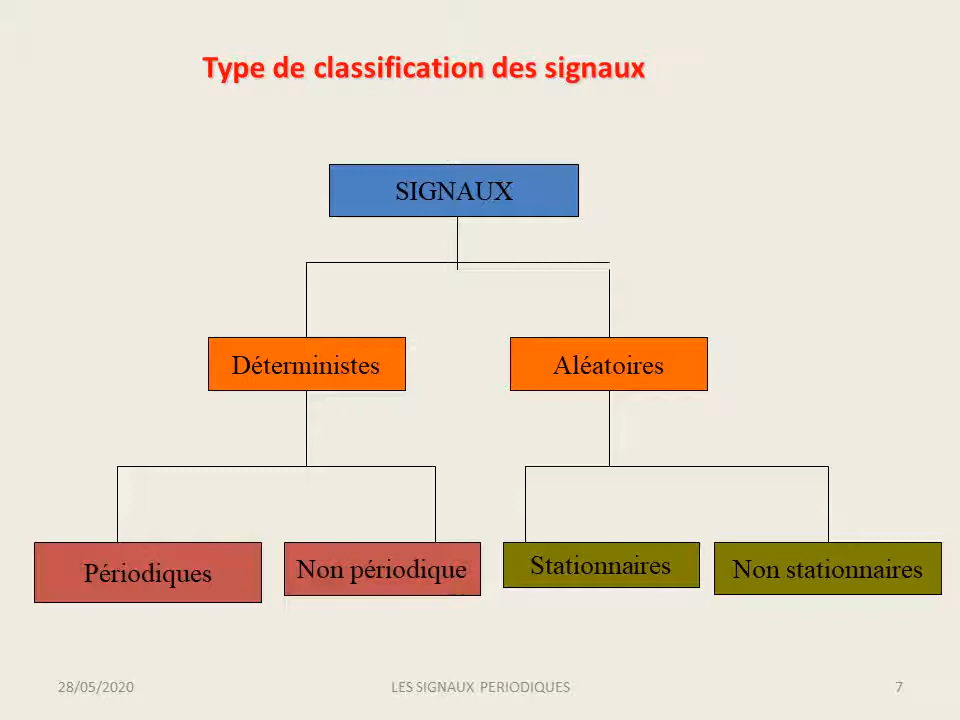 Type de classification des signaux
SIGNAUX
Déterministes
Aléatoires
Périodiques
Non périodique
Stationnaires
Non stationnaires
28/05/2020
LES SIGNAUX PERIODIQUES
7